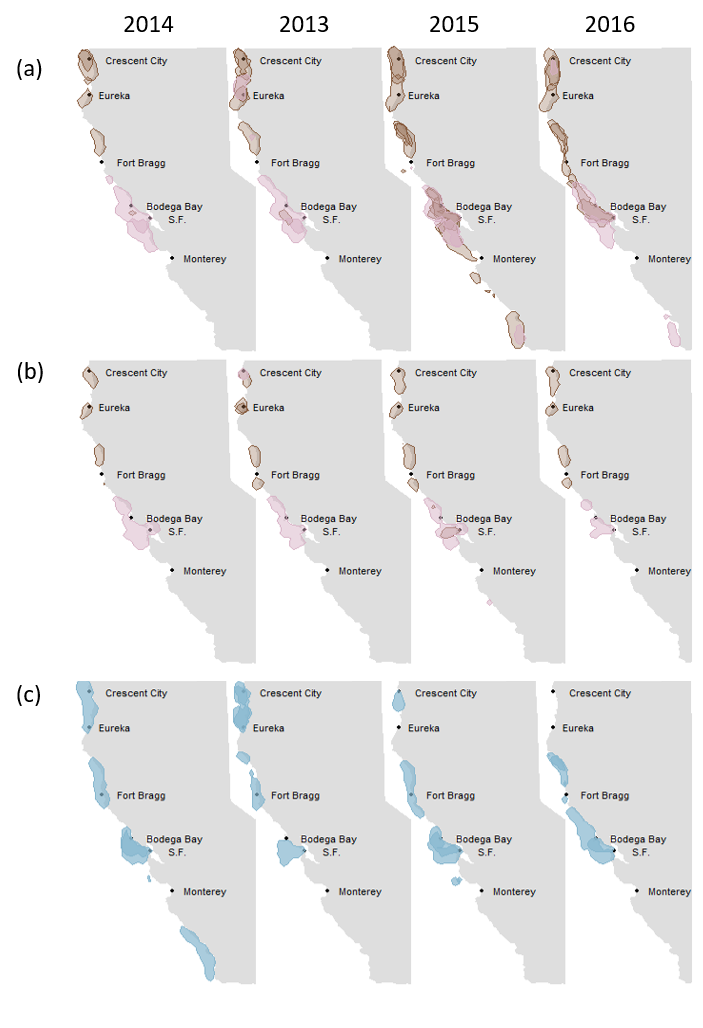 2014 2013 2015 2016
(a)
Crescent City Crescent City Crescent City Crescent City
Eureka Eureka Eureka Eureka
Fort Bragg Fort Bragg Fort Bragg Fort Bragg
Bodega Bay Bodega Bay Bodega Bay Bodega Bay
S.F. S.F. S.F. S.F.
Monterey Monterey Monterey Monterey
(b)
Crescent City Crescent City Crescent City Crescent City
Eureka Eureka Eureka Eureka
Fort Bragg Fort Bragg Fort Bragg Fort Bragg
Bodega Bay Bodega Bay Bodega Bay Bodega Bay
S.F. S.F. S.F. S.F.
Monterey Monterey Monterey Monterey
(c)
Crescent City Crescent City Crescent City Crescent City
Eureka Eureka Eureka Eureka
Fort Bragg Fort Bragg Fort Bragg Fort Bragg
Bodega Bay Bodega Bay Bodega Bay Bodega Bay
S.F. S.F. S.F. S.F.
Monterey Monterey Monterey Monterey